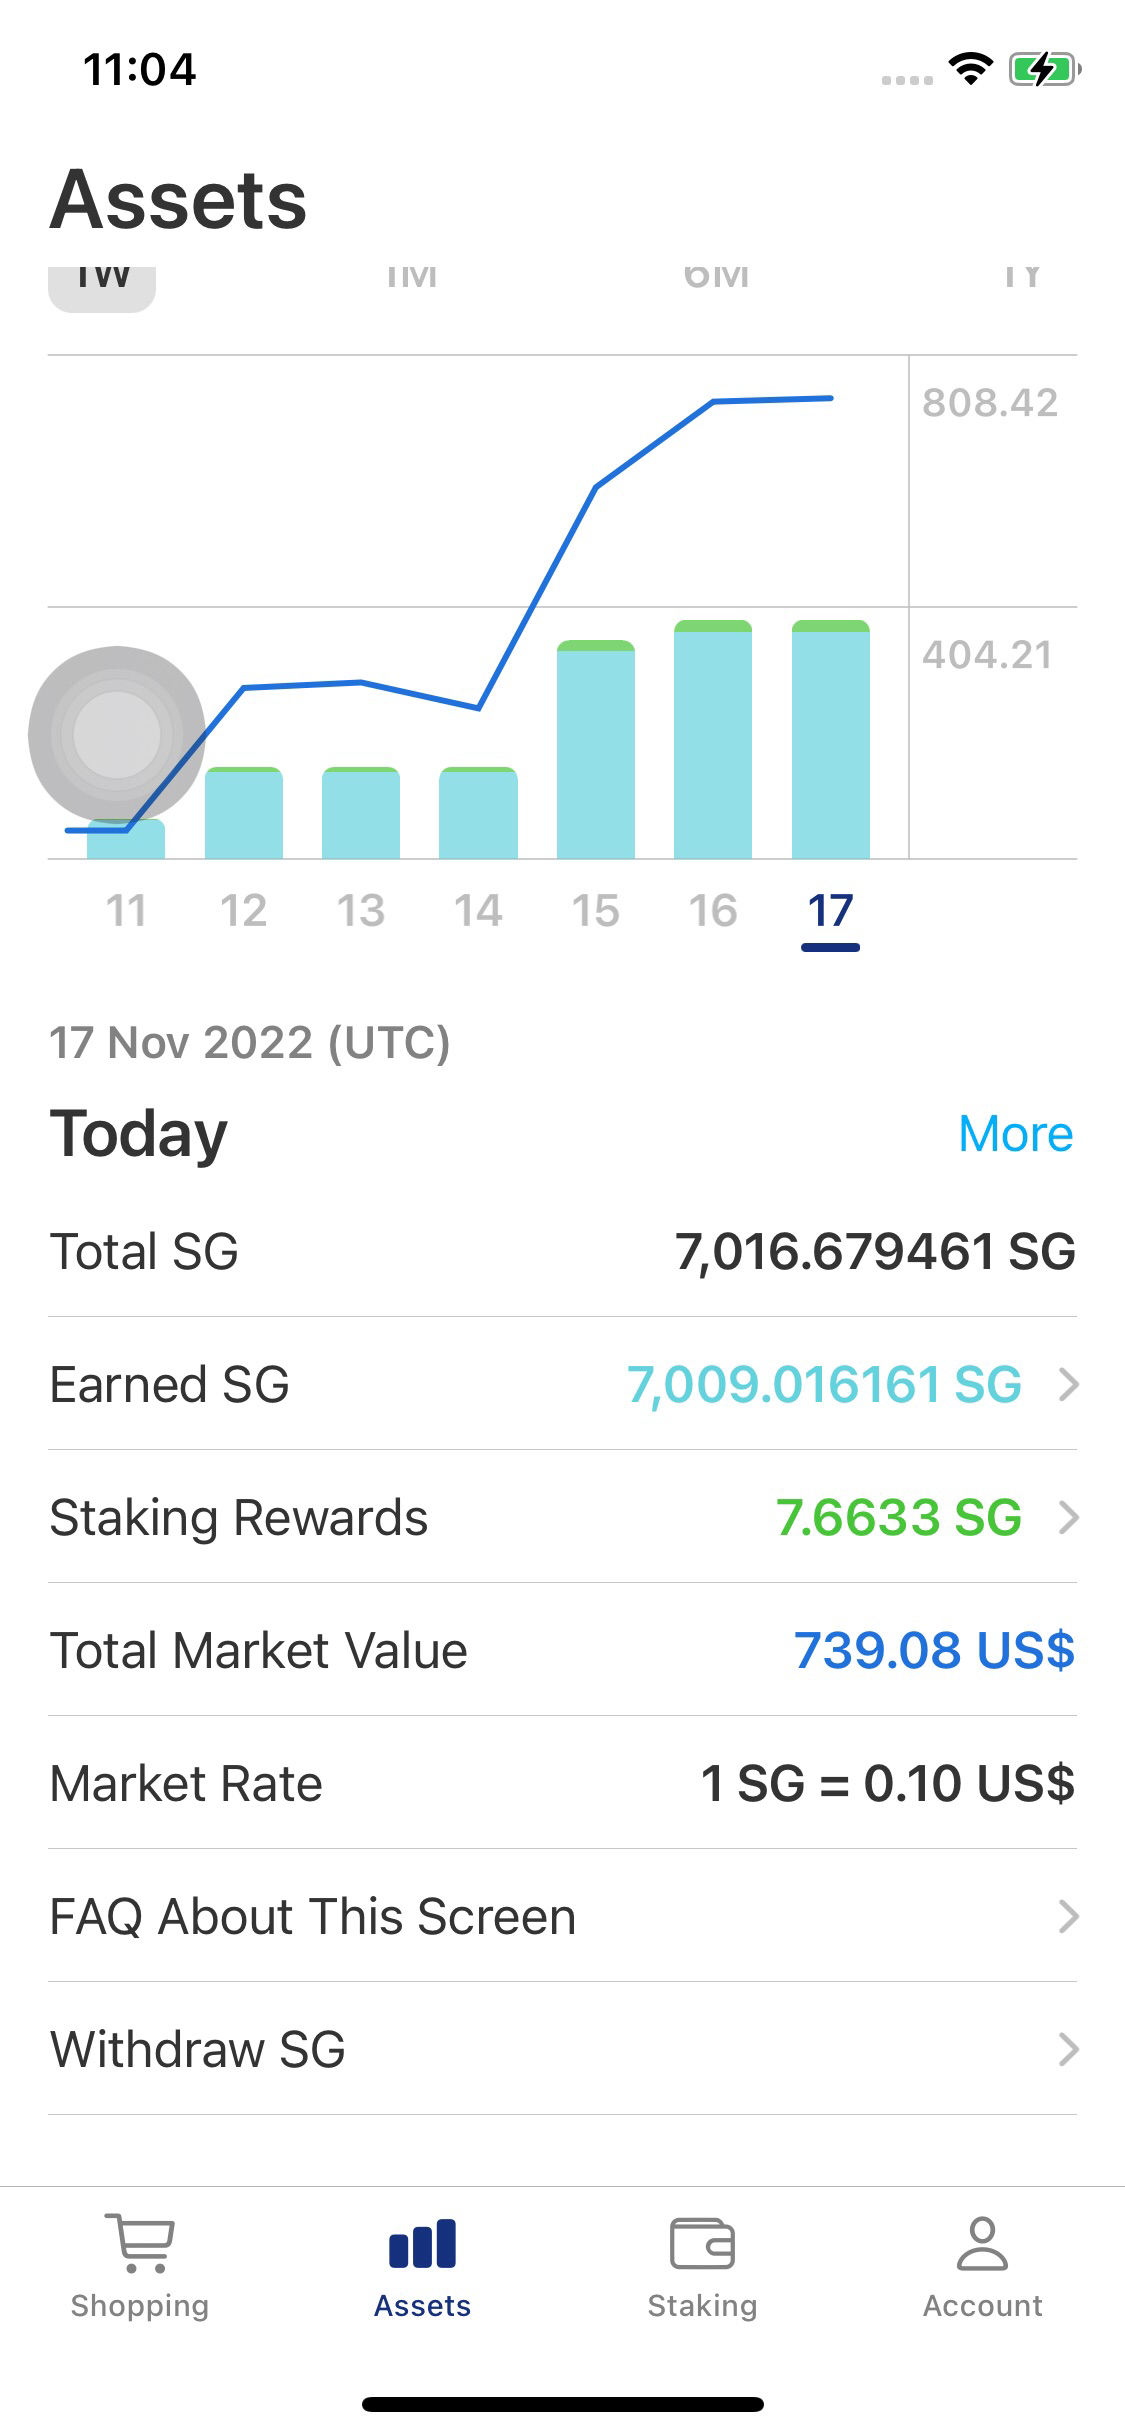 11:04
Assets
1W 1M 6M 1Y
808.42
404.21
11 12 13 14 15 16 17
17 Nov 2022 (UTC)
Today More
Total SG 7,016.679461 SG
Earned SG 7,009.016161 SG
Staking Rewards 7.6633 SG
Total Market Value 739.08 US$
Market Rate 1 SG = 0.10 US$
FAQ About This Screen
Withdraw SG
Shopping Assets Staking Account